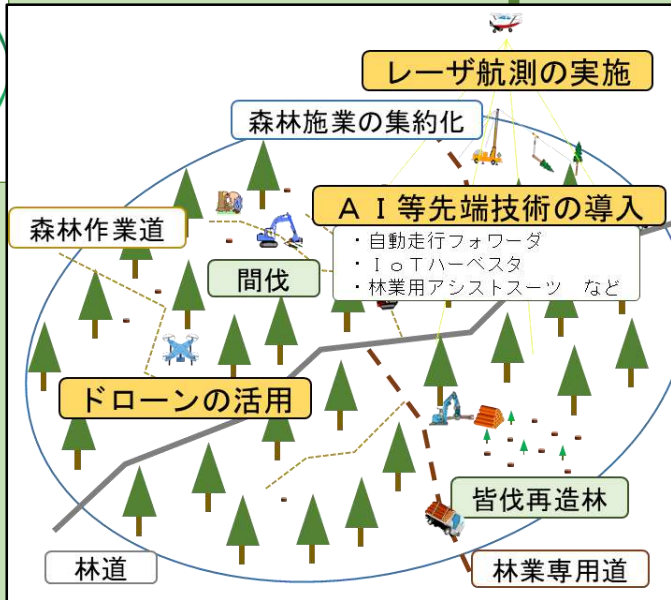 レーザ航測の実施
森林施業の集約化
ＡＩ等先端技術の導入
・自動走行フォワーダ
・ＩｏＴハーベスタ
・林業用アシストスーツ　など
森林作業道
間伐
ドローンの活用
皆伐再造林
林道
林業専用道